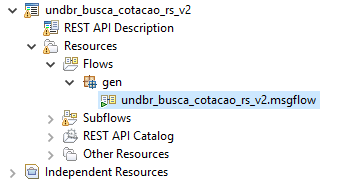 undbr_busca_cotacao_rs_v2
REST API Description
Resources
Flows
gen
undbr_busca_cotacao_rs_v2.msgflow
Subflows
REST API Catalog
Other Resources
Independent Resources